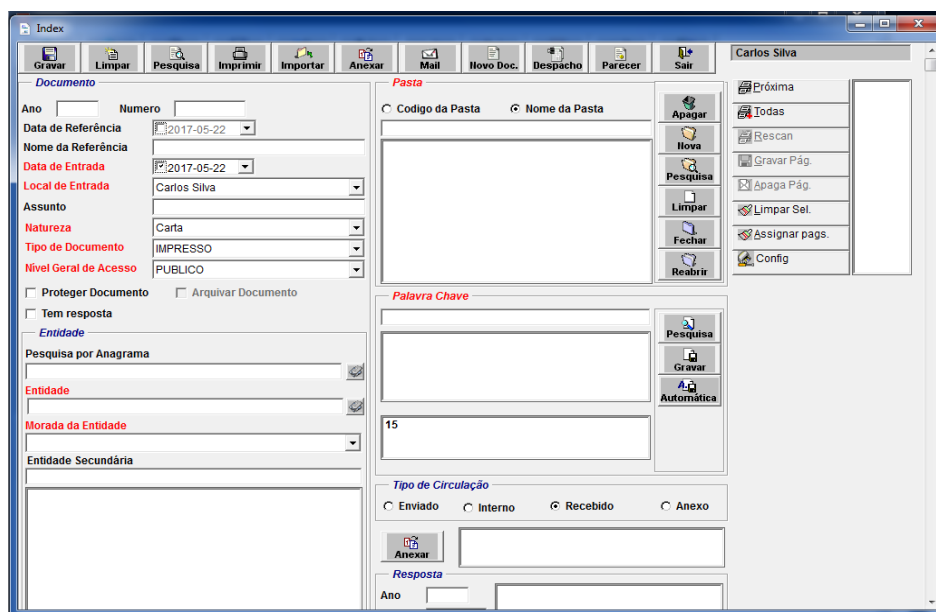 Index
Gravar Limpar Pesquisa Imprimir Importar Anexar Mail Novo Doc. Despacho Parecer Sair
Carlos Silva
Documento
Ano Numero
Data de Referência 2017-05-22
Nome da Referência
Data de Entrada 2017-05-22
Local de Entrada Carlos Silva
Assunto
Natureza Carta
Tipo de Documento IMPRESSO
Nivel Geral de Acesso PUBLICO
Proteger Documento Arquivar Documento
Tem resposta
Entidade
Pesquisa por Anagrama
Entidade
Morada da Entidade
Entidade Secundária
Pasta
Codigo da Pasta Nome da Pasta
Apagar
Nova
Pesquisa
Limpar
Fechar
Reabrir
Palavra Chave
Pesquisa
Gravar
Automática
15
Tipo de Circulação
Enviado Interno Recebido Anexo
Anexar
Resposta
Ano
Próxima
Todas
Rescan
Gravar Pág.
Apaga Pág.
Limpar Sel.
Assignar pags.
Config